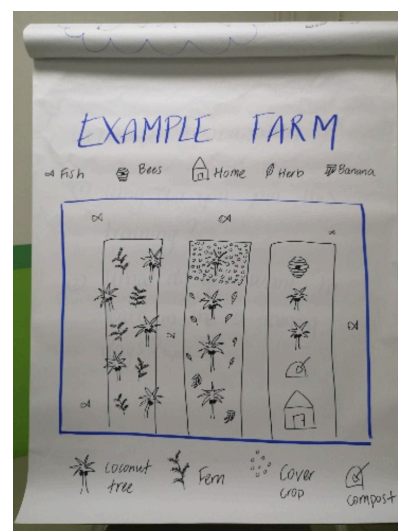 EXAMPLE FARM
Fish Bees Home Herb Banana
coconut tree Fern Cover crop compost